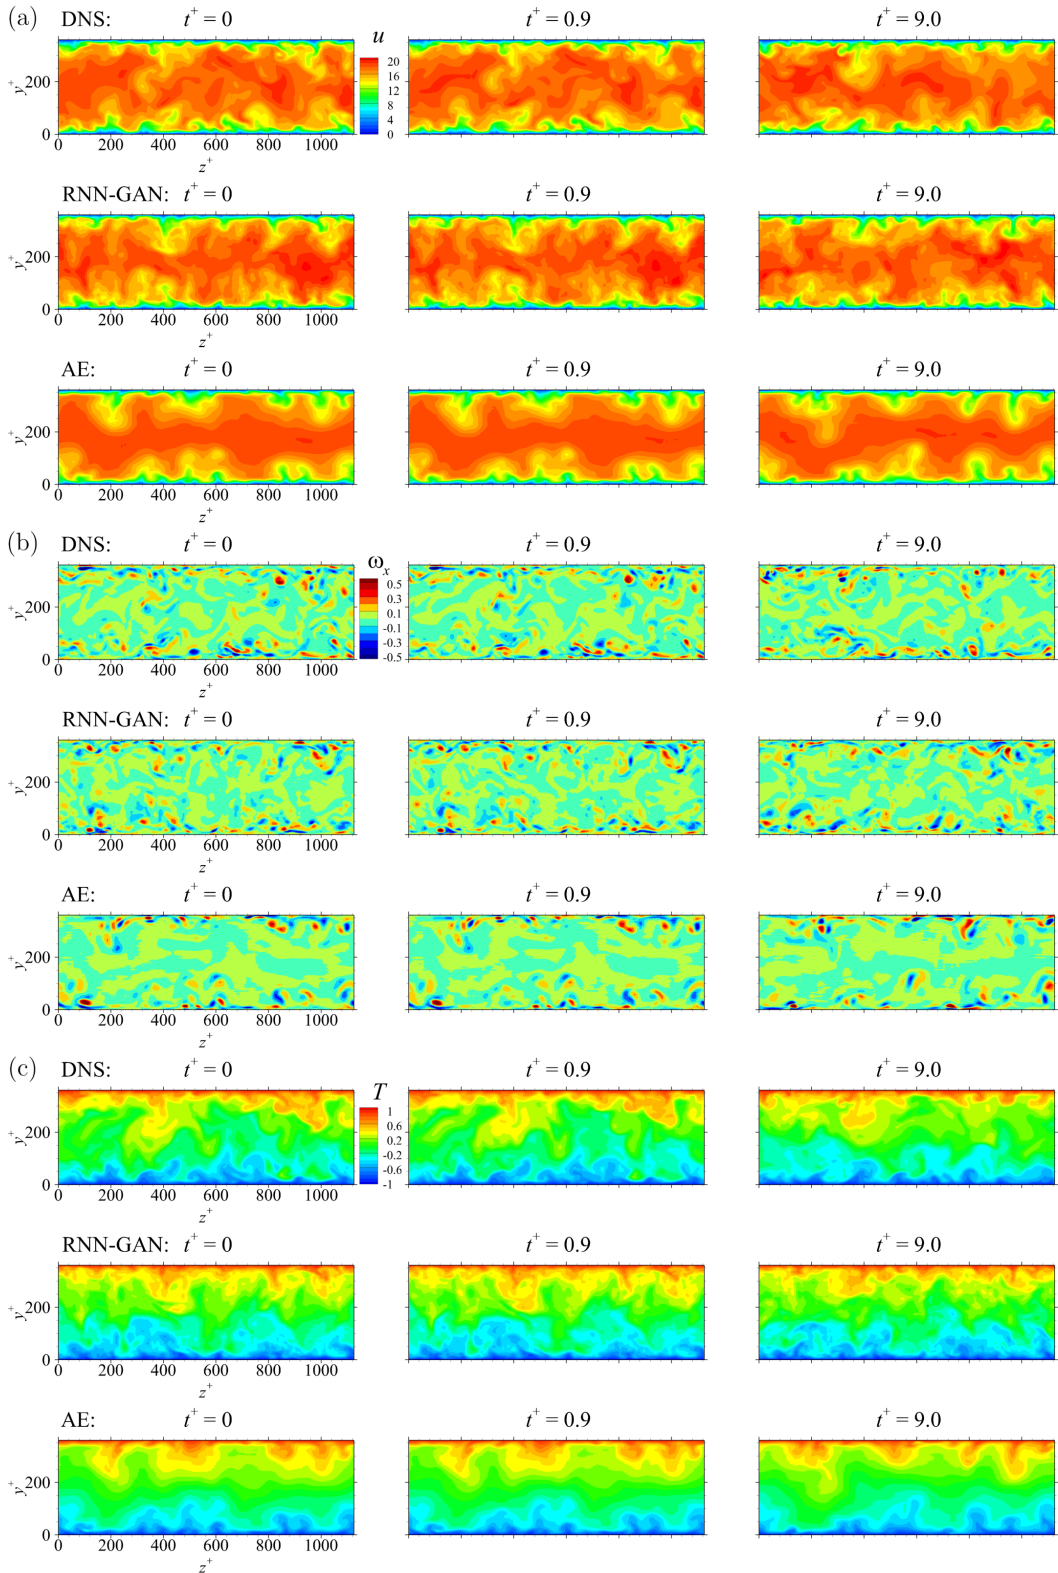 (a) DNS: t⁺ = 0 t⁺ = 0.9 t⁺ = 9.0
u
20
16
12
8
4
0
y⁺
200
0
0 200 400 600 800 1000
z⁺
RNN-GAN: t⁺ = 0 t⁺ = 0.9 t⁺ = 9.0
y⁺
200
0
0 200 400 600 800 1000
z⁺
AE: t⁺ = 0 t⁺ = 0.9 t⁺ = 9.0
y⁺
200
0
0 200 400 600 800 1000
z⁺
(b) DNS: t⁺ = 0 t⁺ = 0.9 t⁺ = 9.0
ωₓ
0.5
0.3
0.1
-0.1
-0.3
-0.5
y⁺
200
0
0 200 400 600 800 1000
z⁺
RNN-GAN: t⁺ = 0 t⁺ = 0.9 t⁺ = 9.0
y⁺
200
0
0 200 400 600 800 1000
z⁺
AE: t⁺ = 0 t⁺ = 0.9 t⁺ = 9.0
y⁺
200
0
0 200 400 600 800 1000
z⁺
(c) DNS: t⁺ = 0 t⁺ = 0.9 t⁺ = 9.0
T
1
0.6
0.2
-0.2
-0.6
-1
y⁺
200
0
0 200 400 600 800 1000
z⁺
RNN-GAN: t⁺ = 0 t⁺ = 0.9 t⁺ = 9.0
y⁺
200
0
0 200 400 600 800 1000
z⁺
AE: t⁺ = 0 t⁺ = 0.9 t⁺ = 9.0
y⁺
200
0
0 200 400 600 800 1000
z⁺